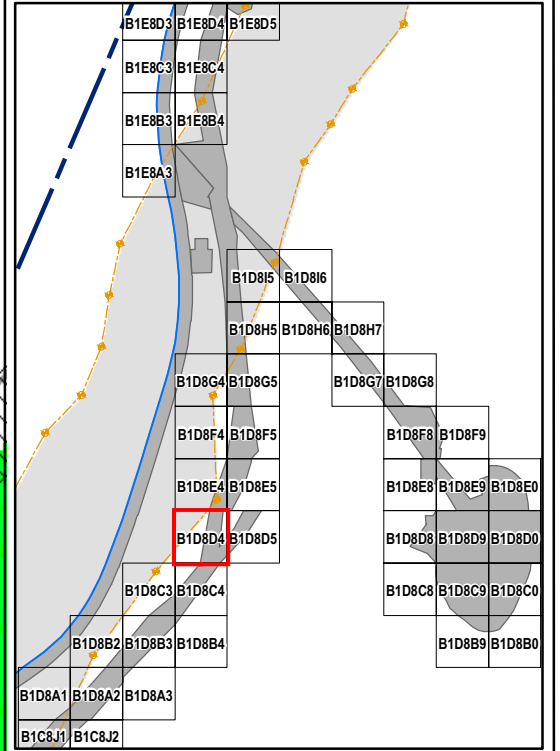 B1E8D3 B1E8D4 B1E8D5
B1E8C3 B1E8C4
B1E8B3 B1E8B4
B1E8A3
B1D8I5 B1D8I6
B1D8H5 B1D8H6 B1D8H7
B1D8G4 B1D8G5 B1D8G7 B1D8G8
B1D8F4 B1D8F5 B1D8F8 B1D8F9
B1D8E4 B1D8E5 B1D8E8 B1D8E9 B1D8E0
B1D8D4 B1D8D5 B1D8D8 B1D8D9 B1D8D0
B1D8C3 B1D8C4 B1D8C8 B1D8C9 B1D8C0
B1D8B2 B1D8B3 B1D8B4 B1D8B9 B1D8B0
B1D8A1 B1D8A2 B1D8A3
B1C8J1 B1C8J2